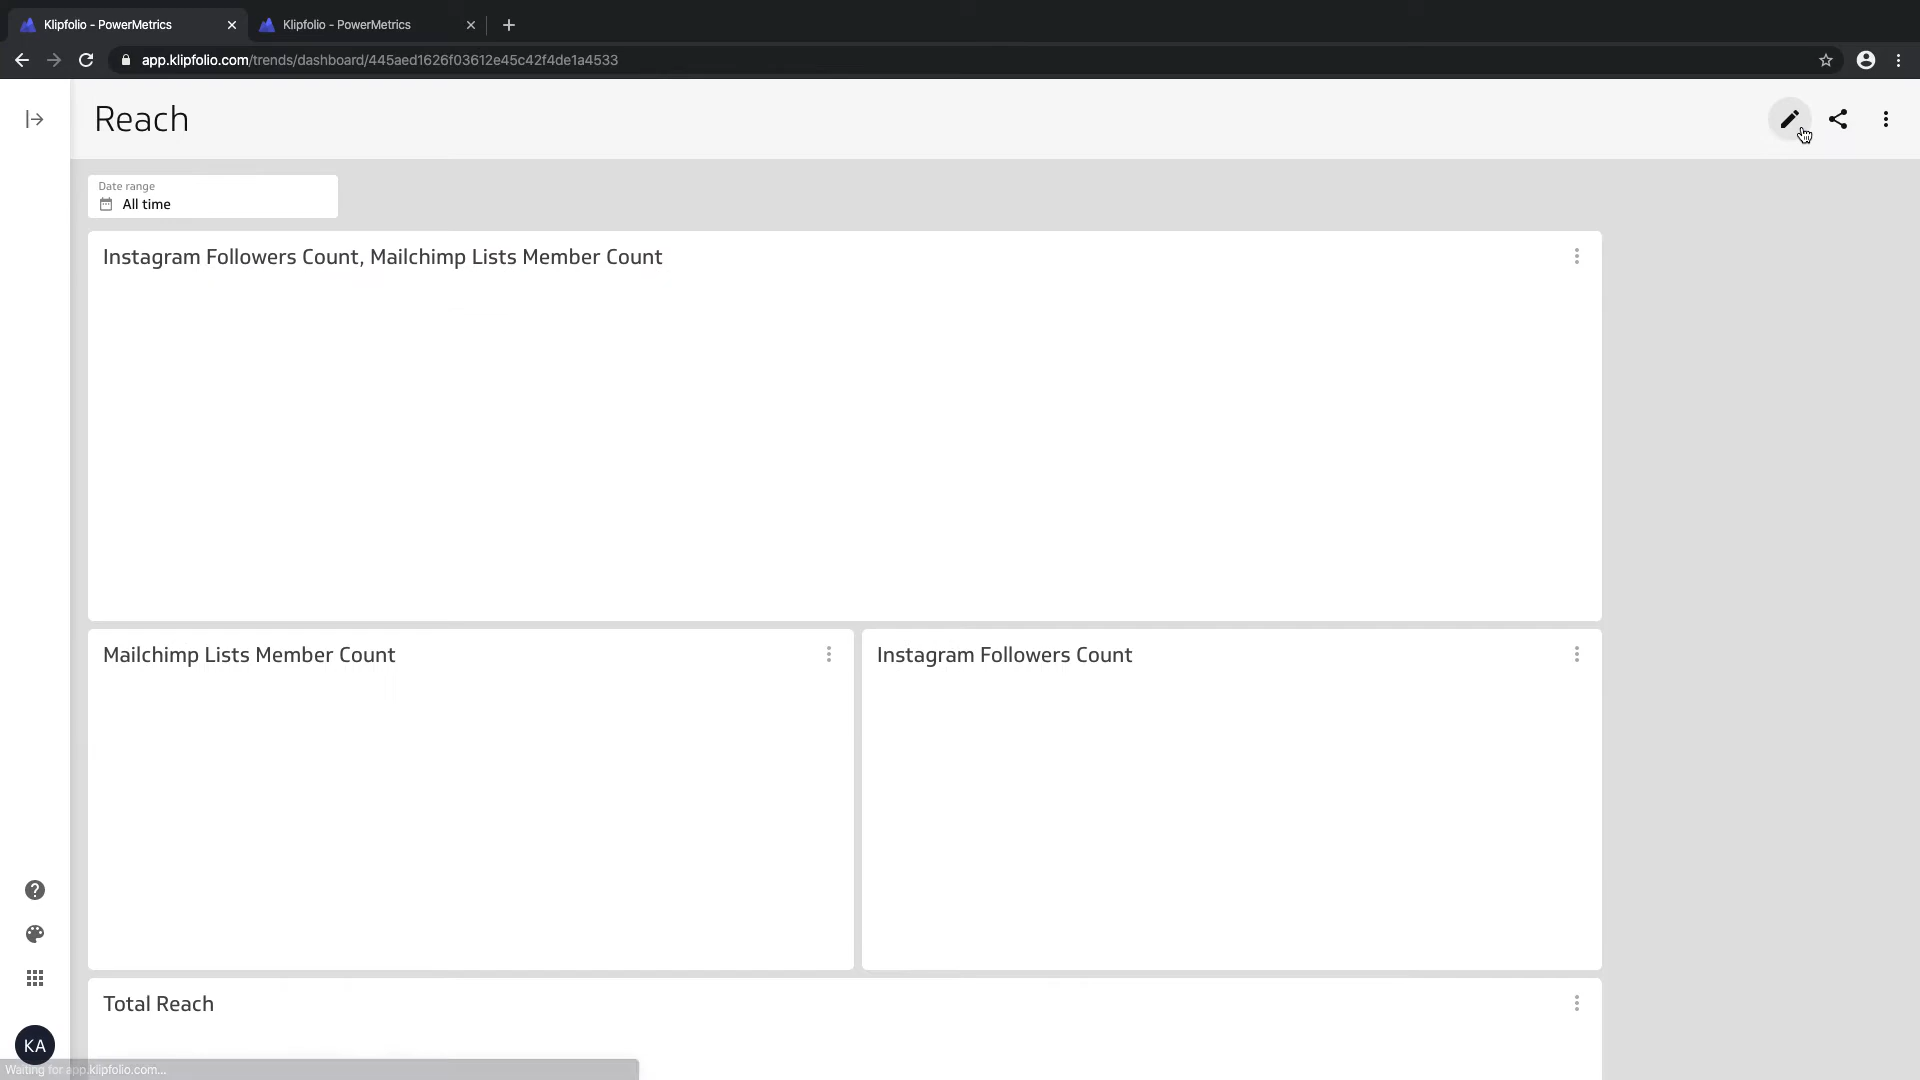 Klipfolio - PowerMetrics
Klipfolio - PowerMetrics
app.klipfolio.com/trends/dashboard/445aed1626f03612e45c42f4de1a4533
Reach
Date range
All time
Instagram Followers Count, Mailchimp Lists Member Count
Mailchimp Lists Member Count
Instagram Followers Count
Total Reach
KA
Waiting for app.klipfolio.com...